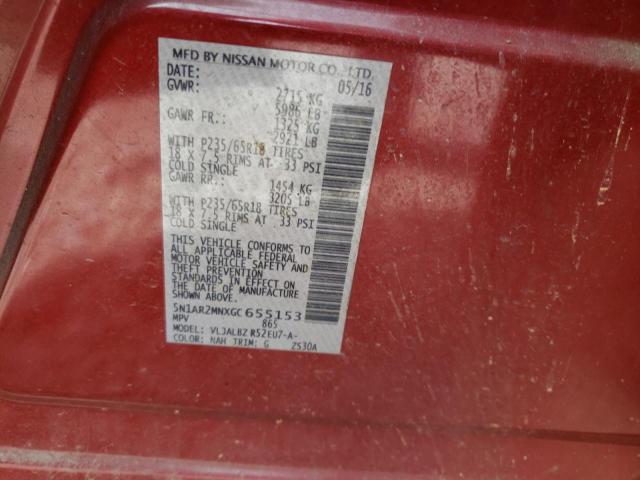 MFD BY NISSAN MOTOR CO., LTD.
DATE: 05/16
GVWR: 2715 KG
5986 LB
GAWR FR.: 1325 KG
2921 LB
WITH P235/65R18 TIRES
18 X 7.5 RIMS AT 33 PSI
COLD SINGLE
GAWR RR.: 1454 KG
3205 LB
WITH P235/65R18 TIRES
18 X 7.5 RIMS AT 33 PSI
COLD SINGLE
THIS VEHICLE CONFORMS TO
ALL APPLICABLE FEDERAL
MOTOR VEHICLE SAFETY AND
THEFT PREVENTION
STANDARDS IN EFFECT ON
THE DATE OF MANUFACTURE
SHOWN ABOVE
5N1AR2MNXGC655153
MPV 865
MODEL: VLJALBZ R52EU7-A-
COLOR: NAH TRIM: G 2S30A